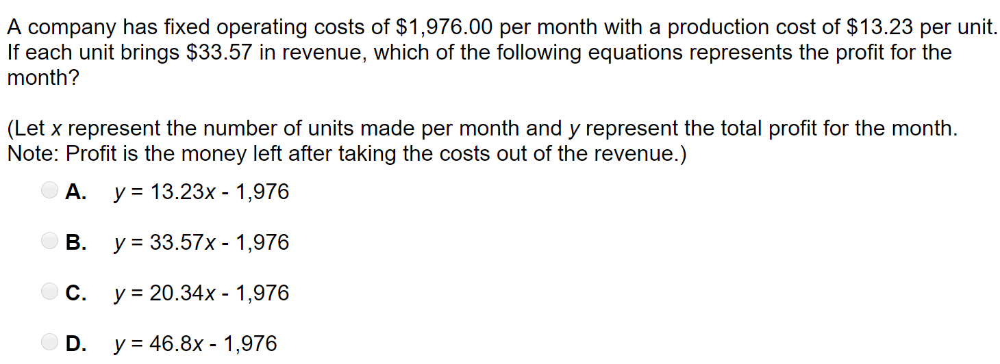 A company has fixed operating costs of $1,976.00 per month with a production cost of $13.23 per unit.
If each unit brings $33.57 in revenue, which of the following equations represents the profit for the
month?
(Let x represent the number of units made per month and y represent the total profit for the month.
Note: Profit is the money left after taking the costs out of the revenue.)
A. y = 13.23x - 1,976
B. y = 33.57x - 1,976
C. y = 20.34x - 1,976
D. y = 46.8x - 1,976